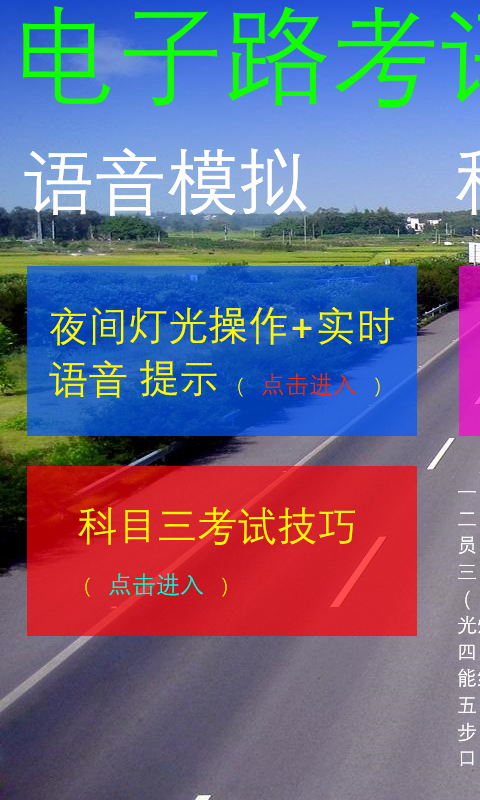 电子路考
语音模拟
夜间灯光操作+实时
语音 提示（ 点击进入 ）
科目三考试技巧
（ 点击进入 ）
一
二
员
三
（
光
四
能
五
步
口